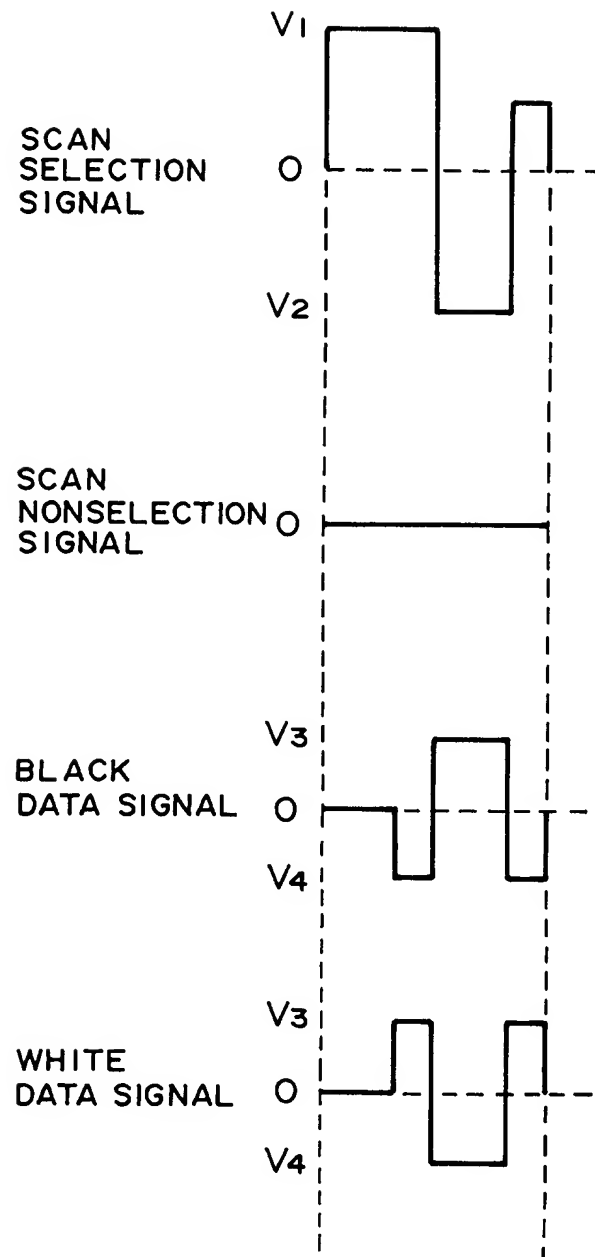 V1
SCAN
SELECTION
SIGNAL
O
V2
SCAN
NONSELECTION
SIGNAL
O
V3
BLACK
DATA SIGNAL
O
V4
V3
WHITE
DATA SIGNAL
O
V4